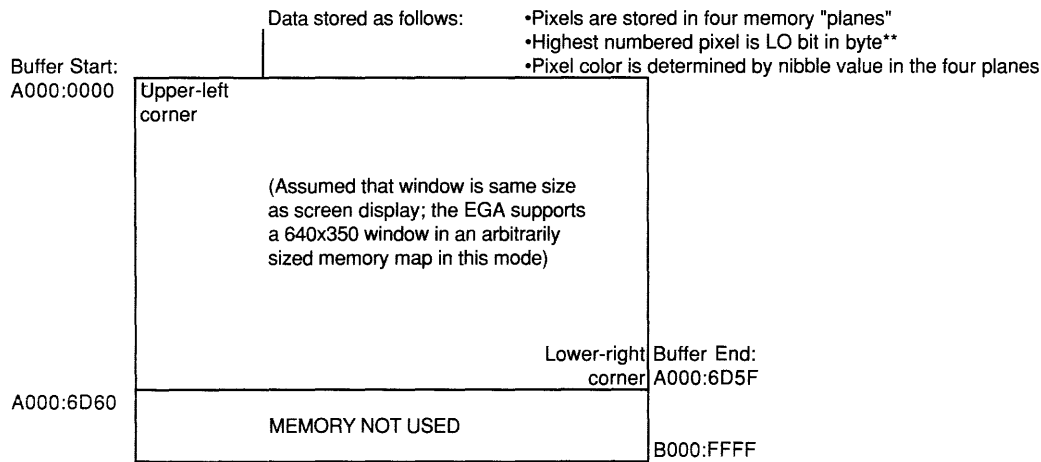 Data stored as follows:
•Pixels are stored in four memory "planes"
•Highest numbered pixel is LO bit in byte**
•Pixel color is determined by nibble value in the four planes
Buffer Start:
A000:0000
Upper-left
corner
(Assumed that window is same size
as screen display; the EGA supports
a 640x350 window in an arbitrarily
sized memory map in this mode)
Lower-right
corner
Buffer End:
A000:6D5F
A000:6D60
MEMORY NOT USED
B000:FFFF